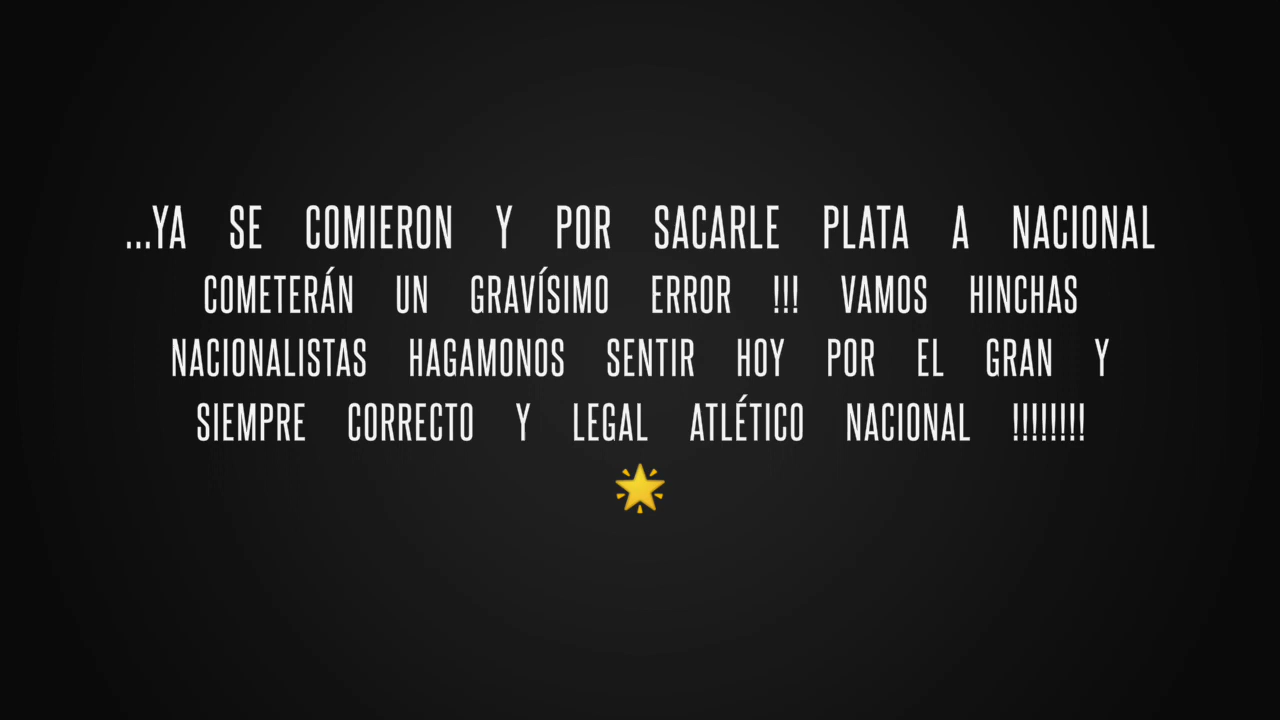 ...YA SE COMIERON Y POR SACARLE PLATA A NACIONAL
COMETERÁN UN GRAVÍSIMO ERROR !!! VAMOS HINCHAS
NACIONALISTAS HAGAMONOS SENTIR HOY POR EL GRAN Y
SIEMPRE CORRECTO Y LEGAL ATLÉTICO NACIONAL !!!!!!!!
🌟